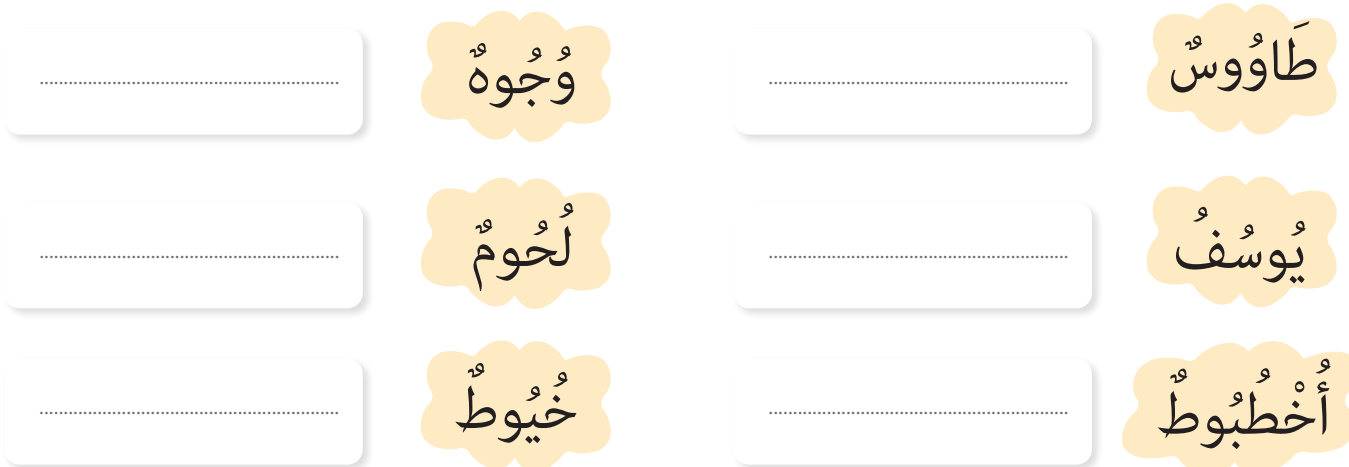 طَاوُوسٌ
وُجُوهٌ
يُوسُفُ
لُحُومٌ
أُخْطُبُوطٌ
خُيُوطٌ